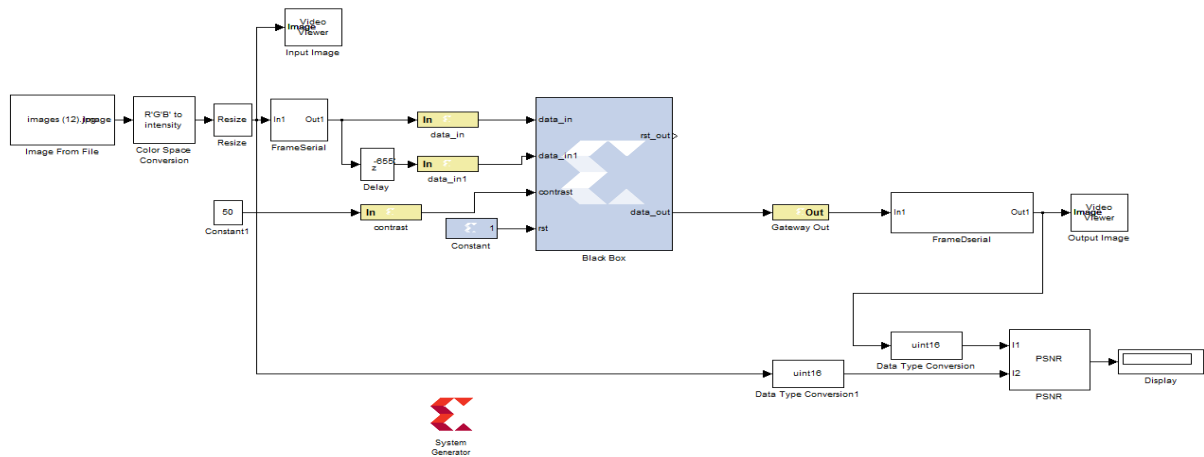 Video
Viewer
Image
Input Image
images (12).jpg
Image
Image From File
R'G'B' to
intensity
Color Space
Conversion
Resize
Resize
In1
Out1
FrameSerial
In
data_in
-655
z
Delay
In
data_in1
50
Constant1
In
contrast
1
Constant
data_in
data_in1
contrast
rst
rst_out
data_out
Black Box
Out
Gateway Out
In1
Out1
FrameDserial
Video
Viewer
Image
Output Image
uint16
Data Type Conversion
uint16
Data Type Conversion1
I1
I2
PSNR
PSNR
Display
System
Generator